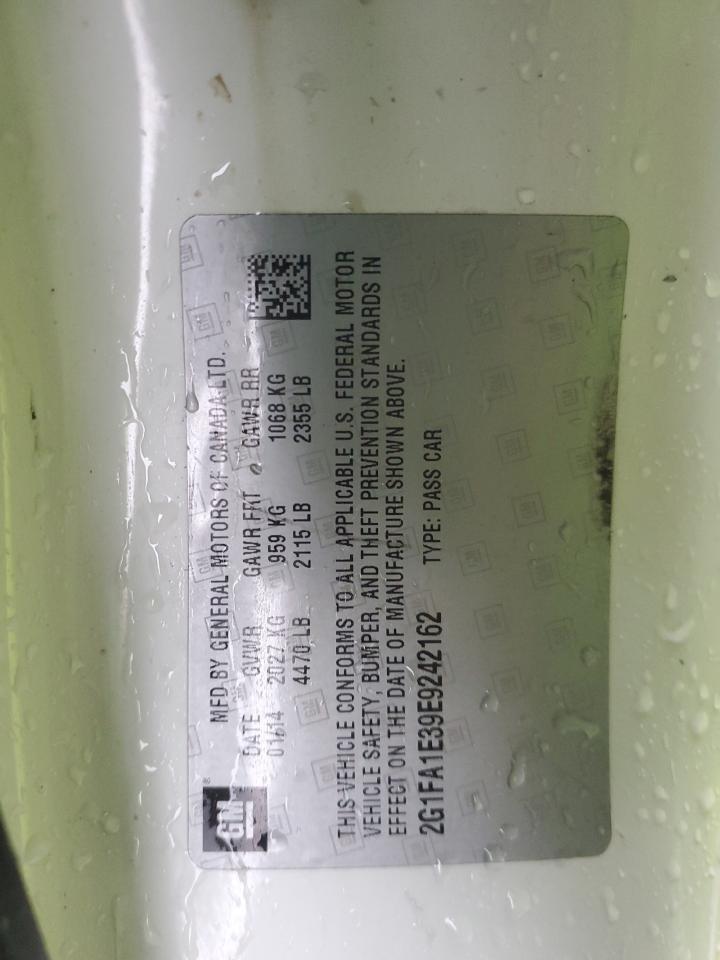 GM
MFD BY GENERAL MOTORS OF CANADA LTD.
DATE GVWR GAWR FRT GAWR RR
01/14 2027 KG 959 KG 1068 KG
4470 LB 2115 LB 2355 LB
THIS VEHICLE CONFORMS TO ALL APPLICABLE U.S. FEDERAL MOTOR
VEHICLE SAFETY, BUMPER, AND THEFT PREVENTION STANDARDS IN
EFFECT ON THE DATE OF MANUFACTURE SHOWN ABOVE.
2G1FA1E39E9242162 TYPE: PASS CAR